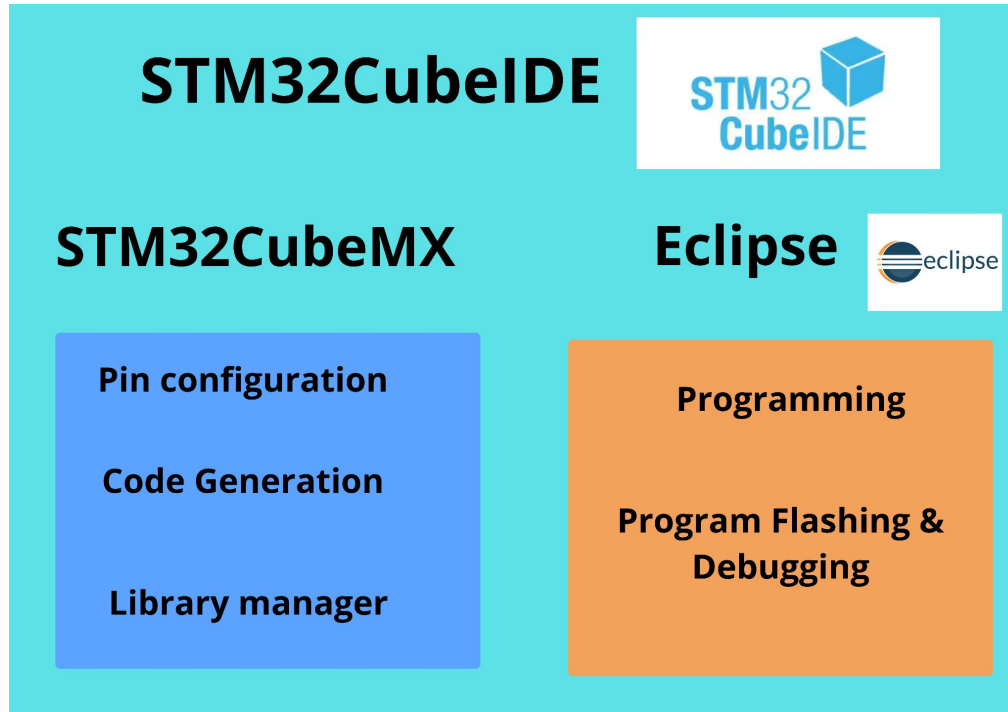 STM32CubeIDE
STM32
CubeIDE
STM32CubeMX
Eclipse
eclipse
Pin configuration
Code Generation
Library manager
Programming
Program Flashing &
Debugging